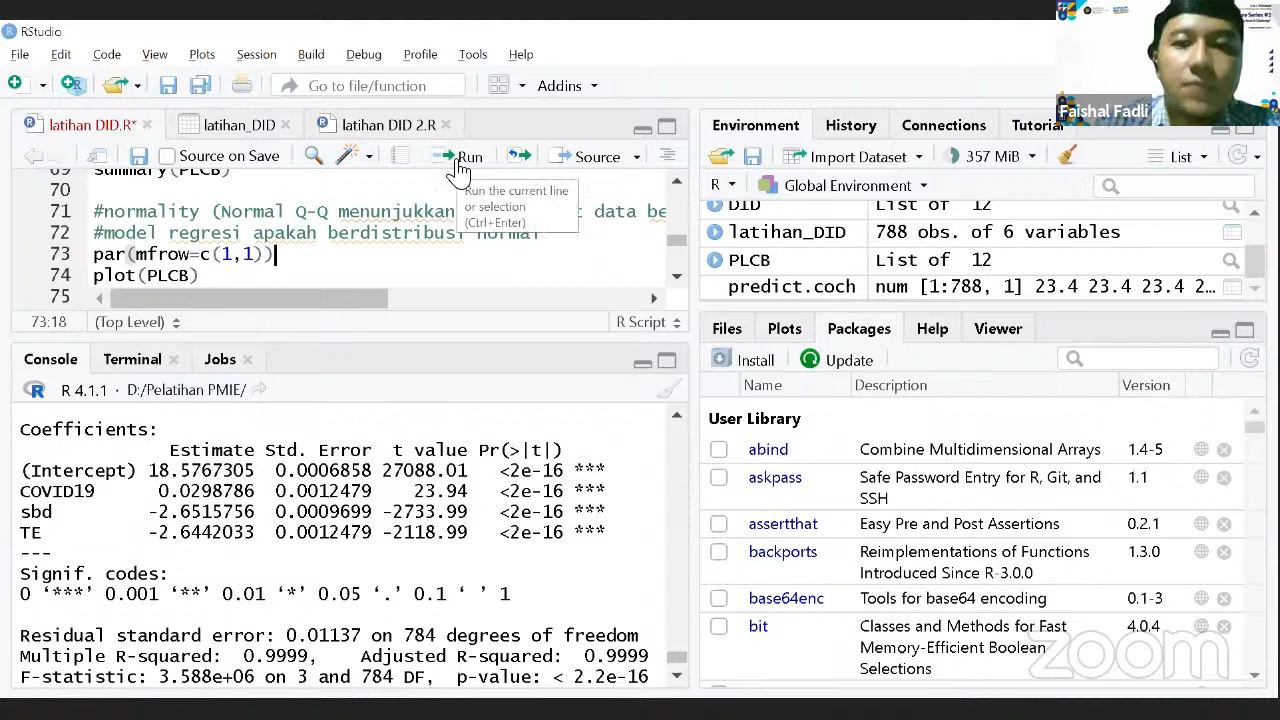 RStudio
File Edit Code View Plots Session Build Debug Profile Tools Help
Go to file/function Addins
Faishal Fadli
latihan DID.R* latihan_DID latihan DID 2.R
Source on Save Run Source
69 summary(PLCB)
70
71 #normality (Normal Q-Q menunjukkan t data be
72 #model regresi apakah berdistribusi normal
73 par(mfrow=c(1,1))
74 plot(PLCB)
75
Run the current line
or selection
(Ctrl+Enter)
73:18 (Top Level) R Script
Console Terminal Jobs
R 4.1.1 · D:/Pelatihan PMIE/
Coefficients:
Estimate Std. Error t value Pr(>|t|)
(Intercept) 18.5767305 0.0006858 27088.01 <2e-16 ***
COVID19 0.0298786 0.0012479 23.94 <2e-16 ***
sbd -2.6515756 0.0009699 -2733.99 <2e-16 ***
TE -2.6442033 0.0012479 -2118.99 <2e-16 ***
---
Signif. codes:
0 ‘***’ 0.001 ‘**’ 0.01 ‘*’ 0.05 ‘.’ 0.1 ‘ ’ 1
Residual standard error: 0.01137 on 784 degrees of freedom
Multiple R-squared: 0.9999, Adjusted R-squared: 0.9999
F-statistic: 3.588e+06 on 3 and 784 DF, p-value: < 2.2e-16
Environment History Connections Tutorial
Import Dataset 357 MiB List
R Global Environment
DID List of 12
latihan_DID 788 obs. of 6 variables
PLCB List of 12
predict.coch num [1:788, 1] 23.4 23.4 23.4 2…
Files Plots Packages Help Viewer
Install Update
Name Description Version
User Library
abind Combine Multidimensional Arrays 1.4-5
askpass Safe Password Entry for R, Git, and SSH 1.1
assertthat Easy Pre and Post Assertions 0.2.1
backports Reimplementations of Functions Introduced Since R-3.0.0 1.3.0
base64enc Tools for base64 encoding 0.1-3
bit Classes and Methods for Fast Memory-Efficient Boolean Selections 4.0.4
zoom